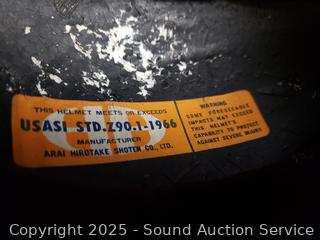 THIS HELMET MEETS OR EXCEEDS
USASI STD.Z90.1-1966
MANUFACTURER
ARAI HIROTAKE SHOTEN CO., LTD.
WARNING
SOME FORESEEABLE
IMPACTS MAY EXCEED
THIS HELMET'S
CAPABILITY TO PROTECT
AGAINST SEVERE INJURY
Copyright 2025 - Sound Auction Service